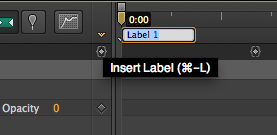 0:00
Label 1
Insert Label (⌘-L)
Opacity 0